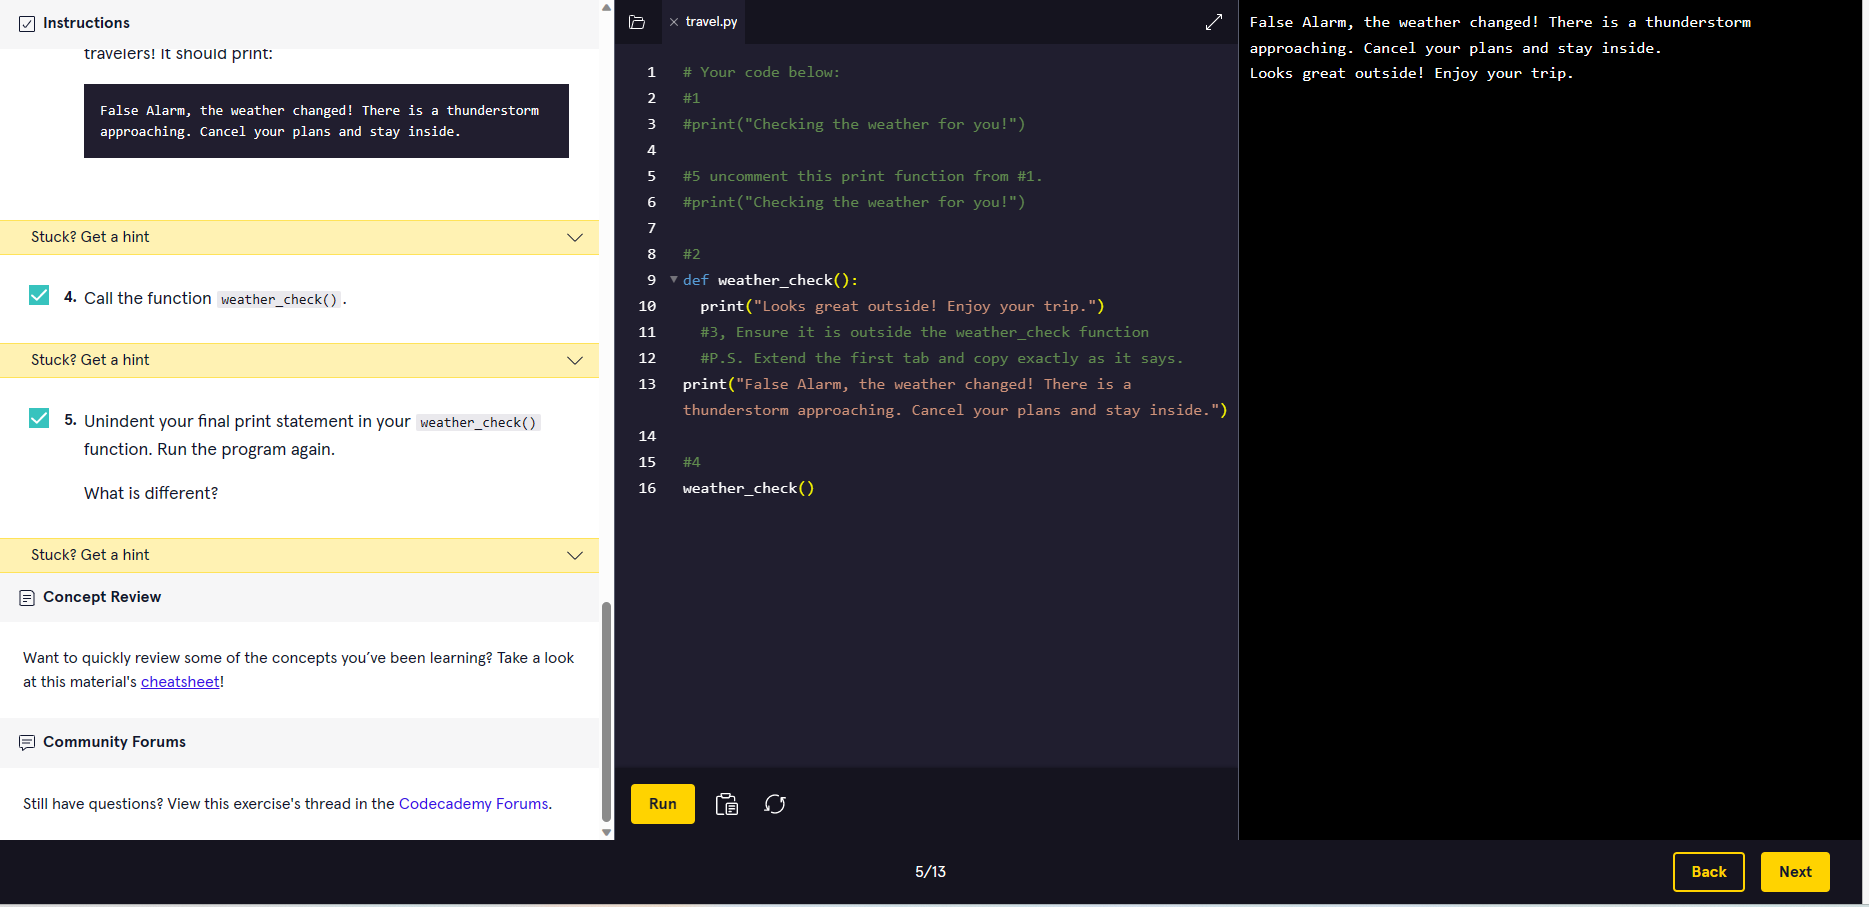 Instructions
travelers! It should print:
False Alarm, the weather changed! There is a thunderstorm
approaching. Cancel your plans and stay inside.
Stuck? Get a hint
4. Call the function weather_check() .
Stuck? Get a hint
5. Unindent your final print statement in your weather_check()
function. Run the program again.
What is different?
Stuck? Get a hint
Concept Review
Want to quickly review some of the concepts you’ve been learning? Take a look
at this material's cheatsheet!
Community Forums
Still have questions? View this exercise's thread in the Codecademy Forums.
travel.py
1 # Your code below:
2 #1
3 #print("Checking the weather for you!")
4
5 #5 uncomment this print function from #1.
6 #print("Checking the weather for you!")
7
8 #2
9 def weather_check():
10 print("Looks great outside! Enjoy your trip.")
11 #3, Ensure it is outside the weather_check function
12 #P.S. Extend the first tab and copy exactly as it says.
13 print("False Alarm, the weather changed! There is a
thunderstorm approaching. Cancel your plans and stay inside.")
14
15 #4
16 weather_check()
Run
False Alarm, the weather changed! There is a thunderstorm
approaching. Cancel your plans and stay inside.
Looks great outside! Enjoy your trip.
5/13
Back
Next